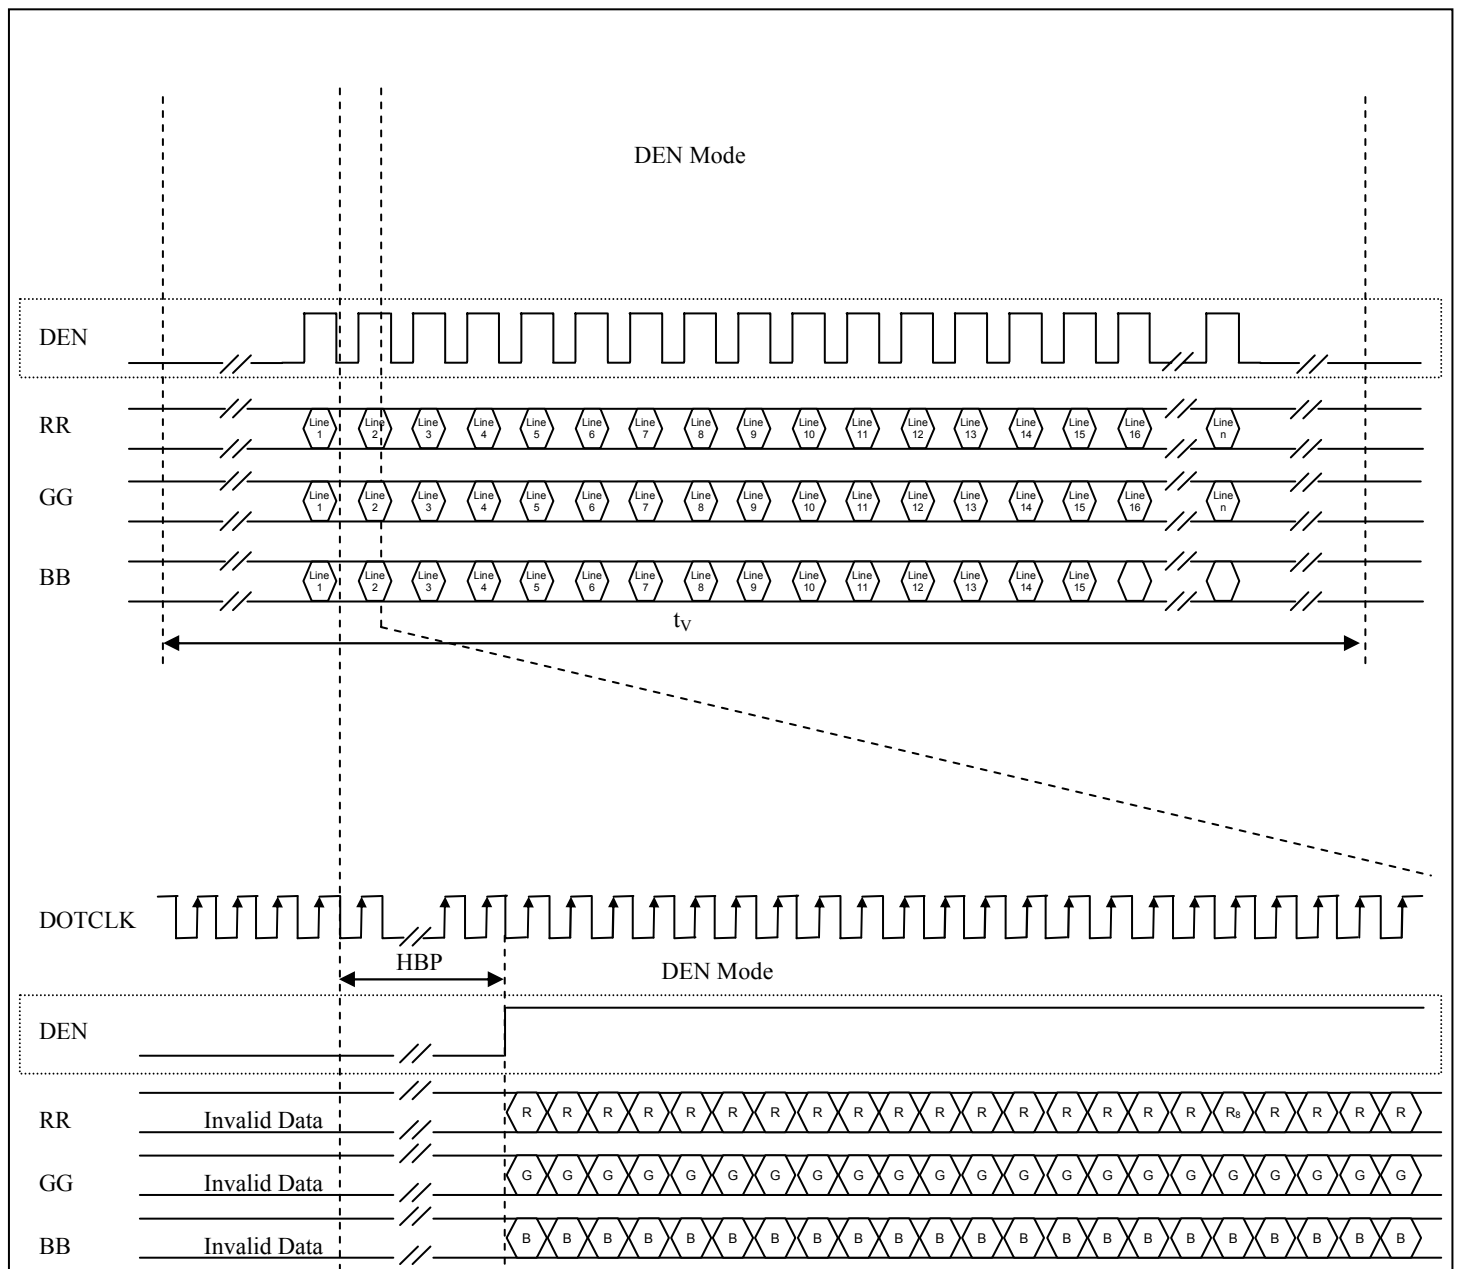 DEN Mode
DEN
RR Line 1 Line 2 Line 3 Line 4 Line 5 Line 6 Line 7 Line 8 Line 9 Line 10 Line 11 Line 12 Line 13 Line 14 Line 15 Line 16 Line n
GG Line 1 Line 2 Line 3 Line 4 Line 5 Line 6 Line 7 Line 8 Line 9 Line 10 Line 11 Line 12 Line 13 Line 14 Line 15 Line 16 Line n
BB Line 1 Line 2 Line 3 Line 4 Line 5 Line 6 Line 7 Line 8 Line 9 Line 10 Line 11 Line 12 Line 13 Line 14 Line 15
tV
DOTCLK
HBP DEN Mode
DEN
RR Invalid Data R R R R R R R R R R R R R R R R R R8 R R R R
GG Invalid Data G G G G G G G G G G G G G G G G G G G G G G
BB Invalid Data B B B B B B B B B B B B B B B B B B B B B B